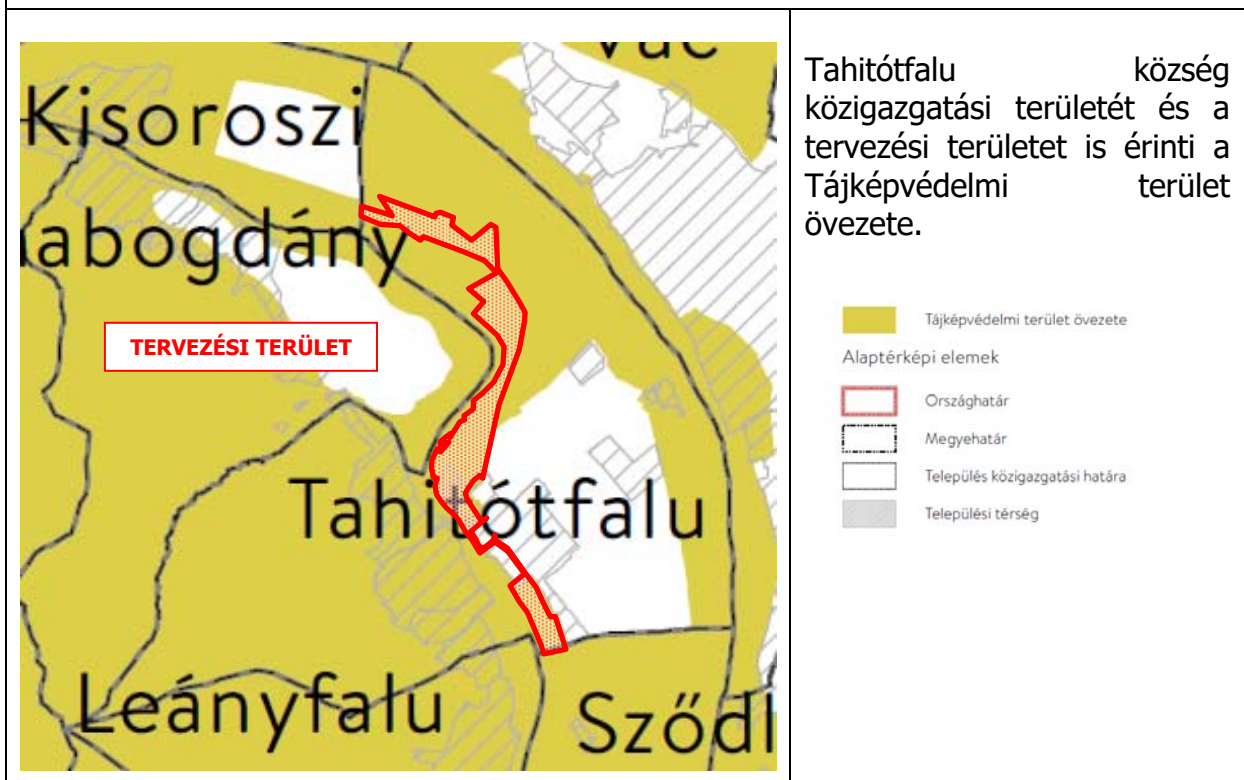 Vác
Kisoroszi
abogdány
TERVEZÉSI TERÜLET
Tahitótfalu
Leányfalu
Sződl
Tahitótfalu község
közigazgatási területét és a
tervezési területet is érinti a
Tájképvédelmi terület
övezete.
Tájképvédelmi terület övezete
Alaptérképi elemek
Országhatár
Megyehatár
Település közigazgatási határa
Települési térség